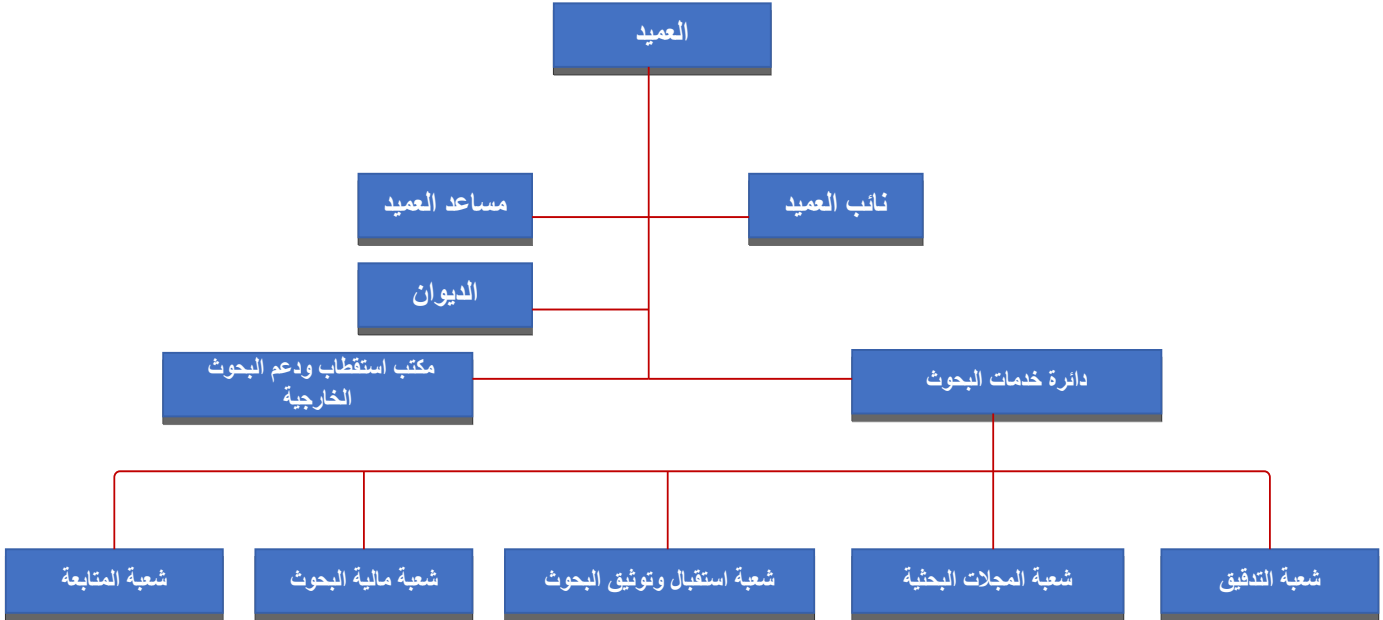 العميد
نائب العميد
مساعد العميد
الديوان
دائرة خدمات البحوث
مكتب استقطاب ودعم البحوث
الخارجية
شعبة التدقيق
شعبة المجلات البحثية
شعبة استقبال وتوثيق البحوث
شعبة مالية البحوث
شعبة المتابعة